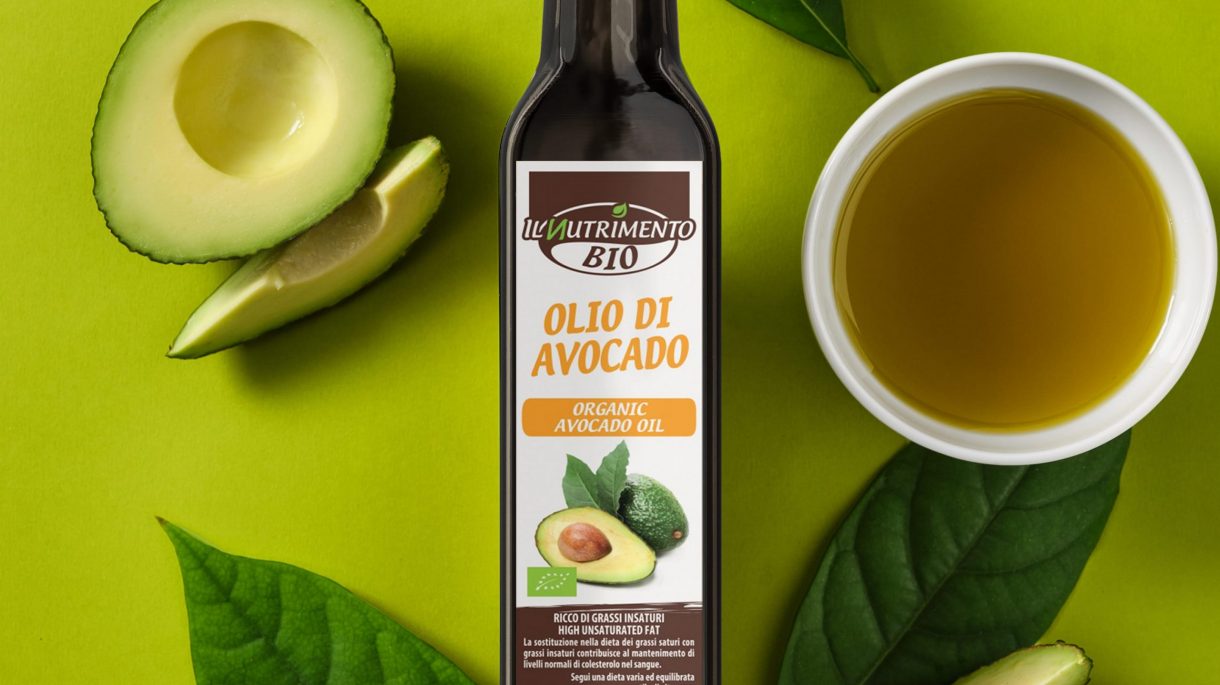 IL NUTRIMENTO
BIO
OLIO DI
AVOCADO
ORGANIC
AVOCADO OIL
RICCO DI GRASSI INSATURI
HIGH UNSATURATED FAT
La sostituzione nella dieta dei grassi saturi con
grassi insaturi contribuisce al mantenimento di
livelli normali di colesterolo nel sangue.
Segui una dieta varia ed equilibrata